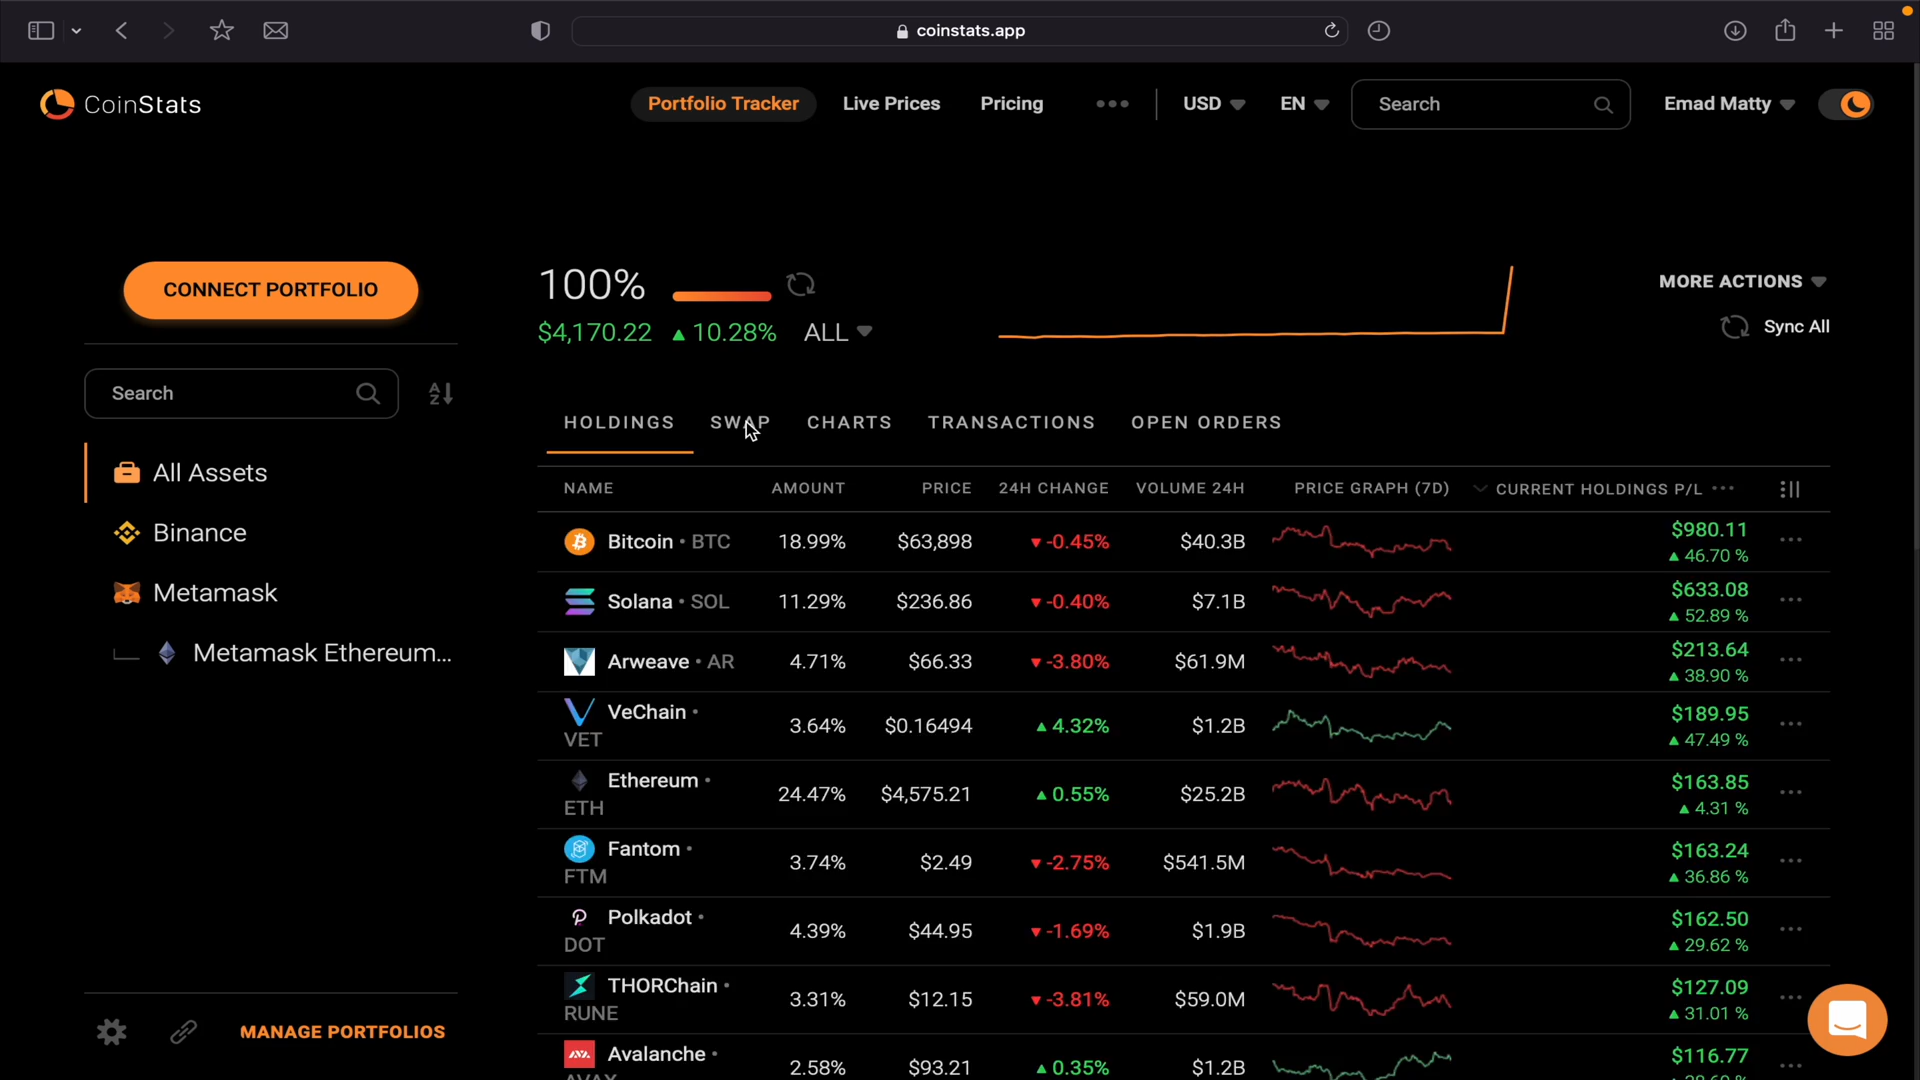 coinstats.app
CoinStats
Portfolio Tracker
Live Prices
Pricing
USD
EN
Search
Emad Matty
CONNECT PORTFOLIO
Search
All Assets
Binance
Metamask
Metamask Ethereum...
MANAGE PORTFOLIOS
100%
$4,170.22 ▲ 10.28% ALL
MORE ACTIONS
Sync All
HOLDINGS SWAP CHARTS TRANSACTIONS OPEN ORDERS
NAME AMOUNT PRICE 24H CHANGE VOLUME 24H PRICE GRAPH (7D) CURRENT HOLDINGS P/L
Bitcoin • BTC 18.99% $63,898 ▼ -0.45% $40.3B $980.11
▲ 46.70 %
Solana • SOL 11.29% $236.86 ▼ -0.40% $7.1B $633.08
▲ 52.89 %
Arweave • AR 4.71% $66.33 ▼ -3.80% $61.9M $213.64
▲ 38.90 %
VeChain •
VET 3.64% $0.16494 ▲ 4.32% $1.2B $189.95
▲ 47.49 %
Ethereum •
ETH 24.47% $4,575.21 ▲ 0.55% $25.2B $163.85
▲ 4.31 %
Fantom •
FTM 3.74% $2.49 ▼ -2.75% $541.5M $163.24
▲ 36.86 %
Polkadot •
DOT 4.39% $44.95 ▼ -1.69% $1.9B $162.50
▲ 29.62 %
THORChain •
RUNE 3.31% $12.15 ▼ -3.81% $59.0M $127.09
▲ 31.01 %
Avalanche •
2.58% $93.21 ▲ 0.35% $1.2B $116.77